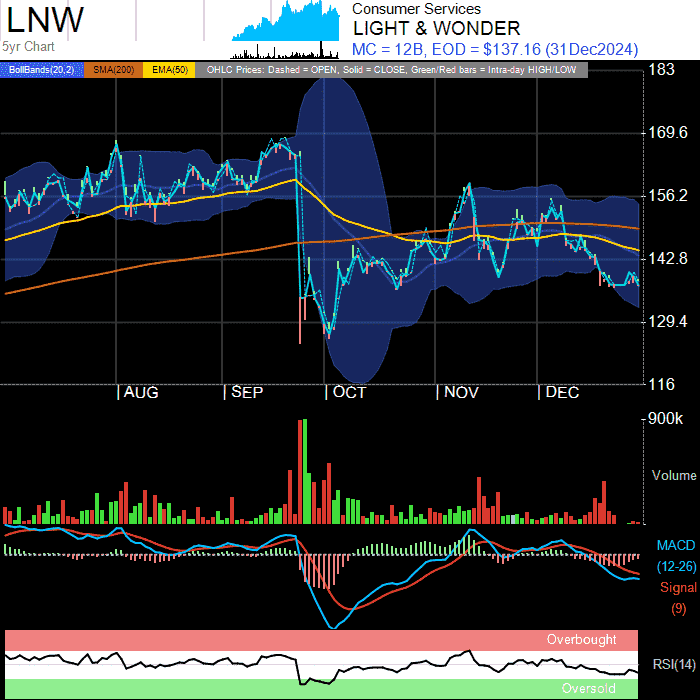 LNW
5yr Chart
Consumer Services
LIGHT & WONDER
MC = 12B, EOD = $137.16 (31Dec2024)
BollBands(20,2) SMA(200) EMA(50) OHLC Prices: Dashed = OPEN, Solid = CLOSE, Green/Red bars = Intra-day HIGH/LOW
183
169.6
156.2
142.8
129.4
116
AUG SEP OCT NOV DEC
900k
Volume
MACD
(12-26)
Signal
(9)
Overbought
RSI(14)
Oversold